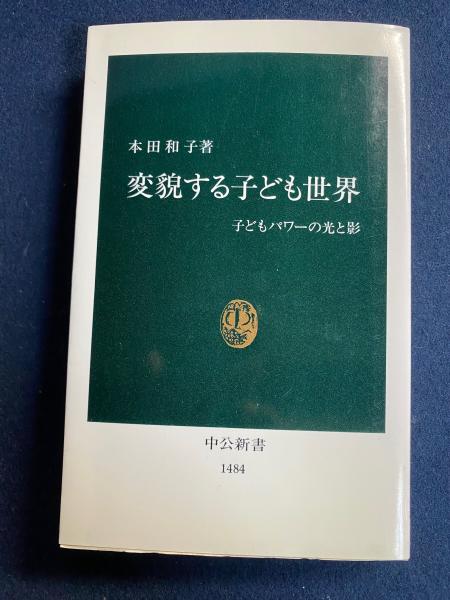 本田和子著
変貌する子ども世界
子どもパワーの光と影
中公新書
1484